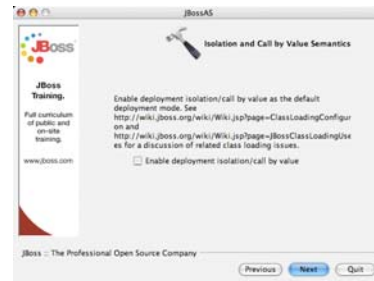 JBossAS
JBoss
Isolation and Call by Value Semantics
JBoss
Training.
Full curriculum
of public and
on-site
training.
www.jboss.com
Enable deployment isolation/call by value as the default
deployment mode. See
http://wiki.jboss.org/wiki/Wiki.jsp?page=ClassLoadingConfigur
on and
http://wiki.jboss.org/wiki/Wiki.jsp?page=JBossClassLoadingUse
es for a discussion of related class loading issues.
Enable deployment isolation/call by value
JBoss :: The Professional Open Source Company
Previous Next Quit